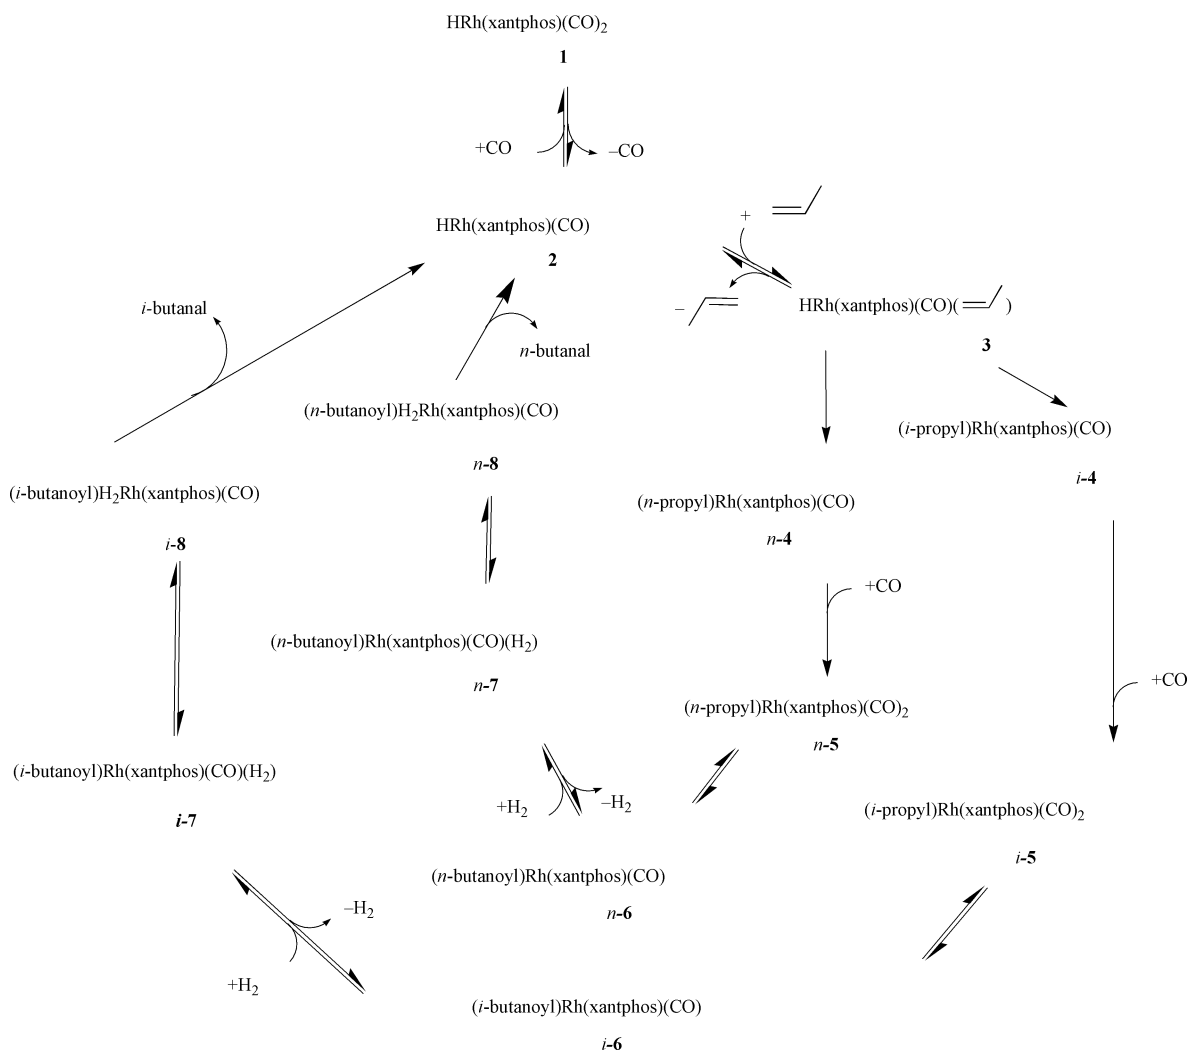 HRh(xantphos)(CO)2
1
+CO
–CO
HRh(xantphos)(CO)
2
+
–
HRh(xantphos)(CO)( )
3
i-butanal
n-butanal
(n-butanoyl)H2Rh(xantphos)(CO)
n-8
(i-propyl)Rh(xantphos)(CO)
i-4
(i-butanoyl)H2Rh(xantphos)(CO)
i-8
(n-propyl)Rh(xantphos)(CO)
n-4
+CO
(n-butanoyl)Rh(xantphos)(CO)(H2)
n-7
+CO
(n-propyl)Rh(xantphos)(CO)2
n-5
(i-butanoyl)Rh(xantphos)(CO)(H2)
i-7
+H2
–H2
(i-propyl)Rh(xantphos)(CO)2
i-5
(n-butanoyl)Rh(xantphos)(CO)
n-6
–H2
+H2
(i-butanoyl)Rh(xantphos)(CO)
i-6